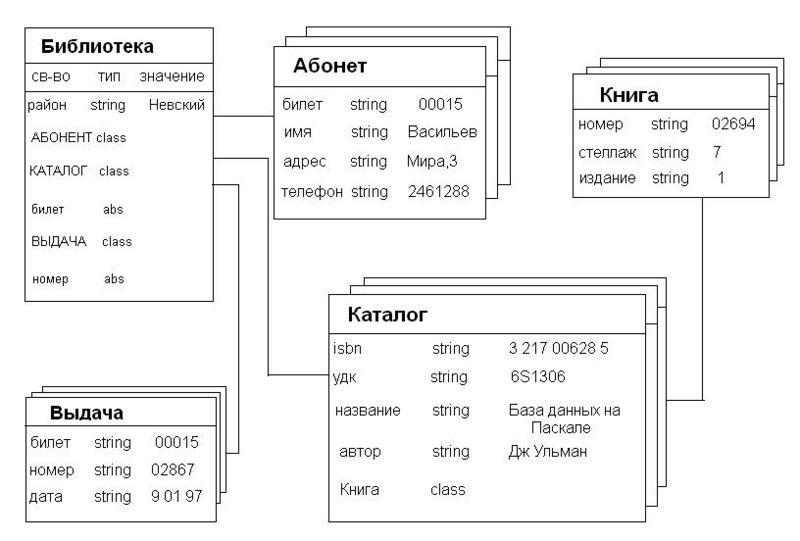 Библиотека
св-во тип значение
район string Невский
АБОНЕНТ class
КАТАЛОГ class
билет abs
ВЫДАЧА class
номер abs
Абонет
билет string 00015
имя string Васильев
адрес string Мира,3
телефон string 2461288
Книга
номер string 02694
стеллаж string 7
издание string 1
Каталог
isbn string 3 217 00628 5
удк string 6S1306
название string База данных на
Паскале
автор string Дж Ульман
Книга class
Выдача
билет string 00015
номер string 02867
дата string 9 01 97